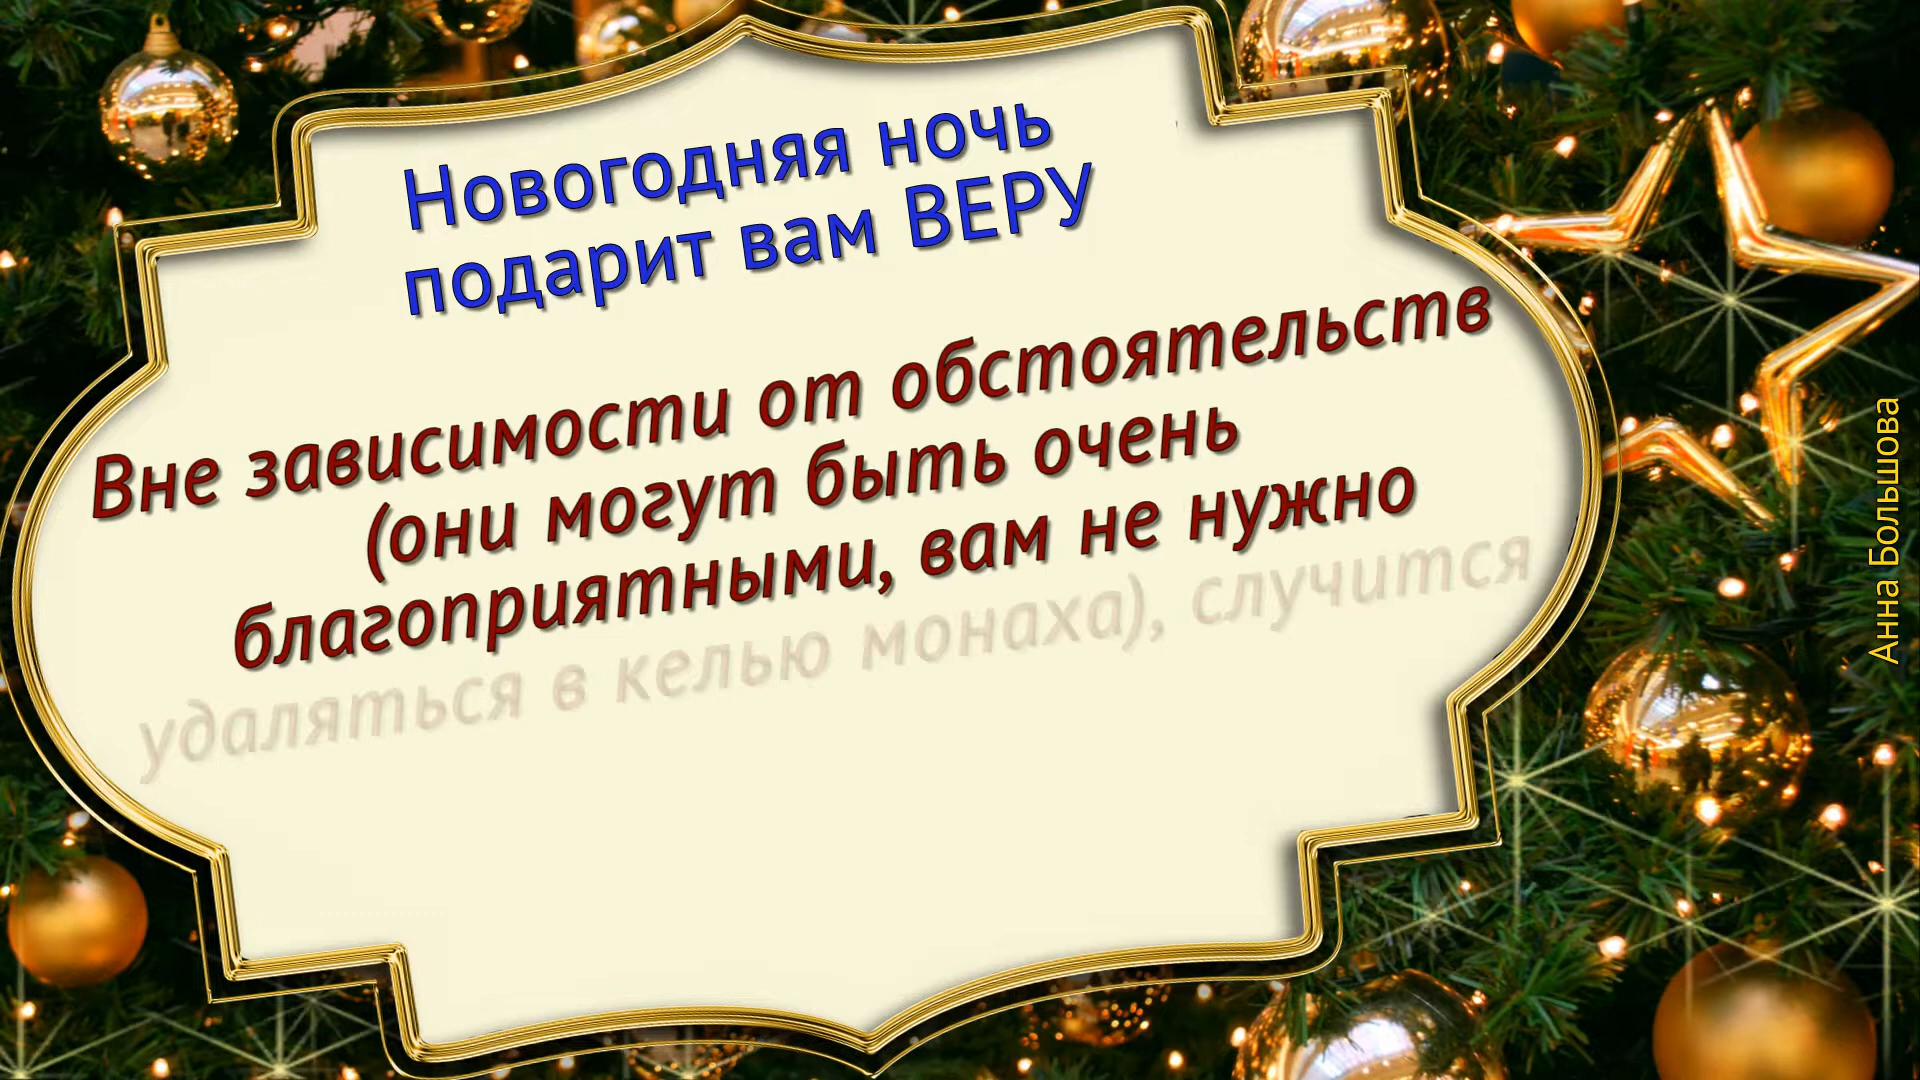 Новогодняя ночь
подарит вам ВЕРУ
Вне зависимости от обстоятельств
(они могут быть очень
благоприятными, вам не нужно
удаляться в келью монаха), случится
Анна Большова